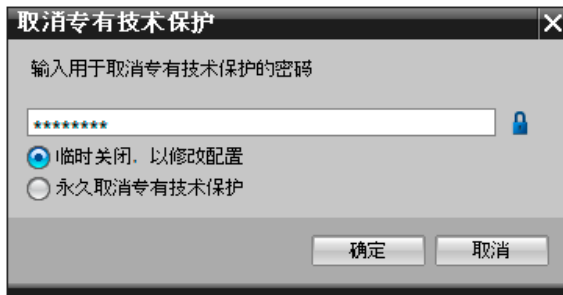 取消专有技术保护
输入用于取消专有技术保护的密码
********
临时关闭，以修改配置
永久取消专有技术保护
确定 取消